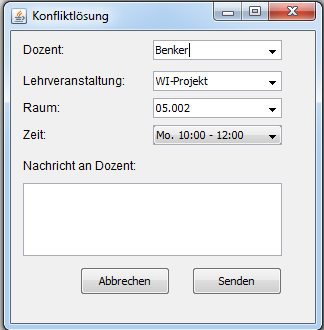 Konfliktlösung
Dozent: Benker
Lehrveranstaltung: WI-Projekt
Raum: 05.002
Zeit: Mo. 10:00 - 12:00
Nachricht an Dozent:
Abbrechen Senden